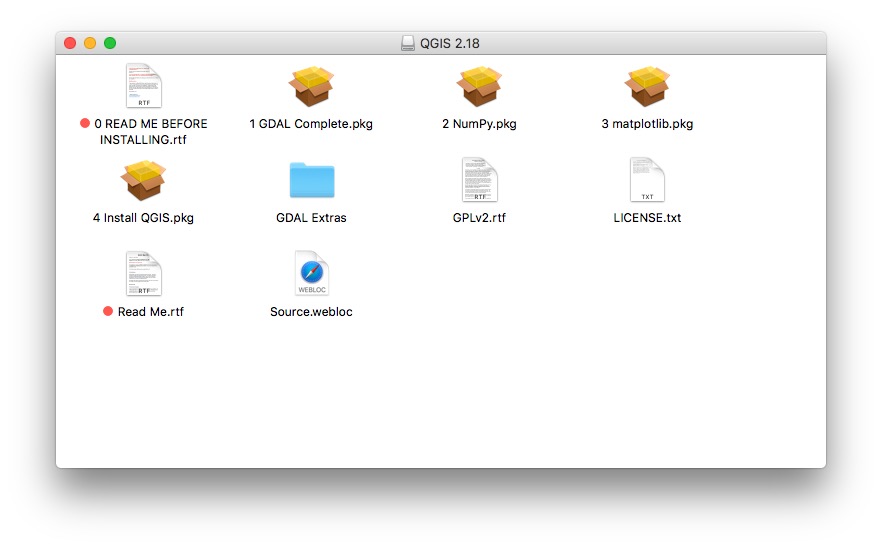 QGIS 2.18
RTF
0 READ ME BEFORE
INSTALLING.rtf
1 GDAL Complete.pkg
2 NumPy.pkg
3 matplotlib.pkg
4 Install QGIS.pkg
GDAL Extras
RTF
GPLv2.rtf
TXT
LICENSE.txt
RTF
Read Me.rtf
WEBLOC
Source.webloc